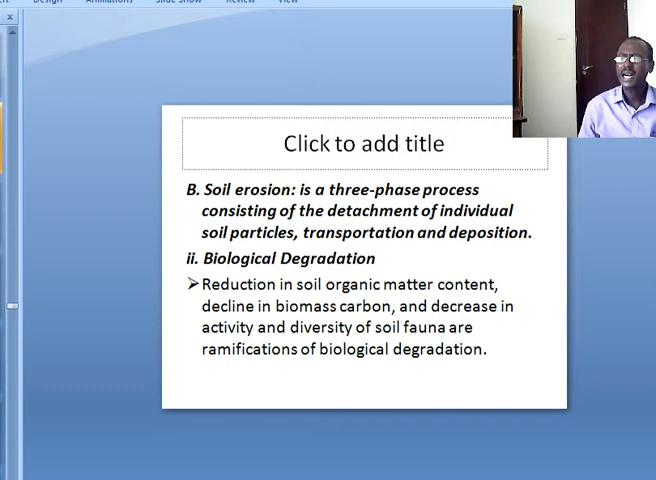 Design Animations Slide Show Review View
Click to add title
B. Soil erosion: is a three-phase process
consisting of the detachment of individual
soil particles, transportation and deposition.
ii. Biological Degradation
➢Reduction in soil organic matter content,
decline in biomass carbon, and decrease in
activity and diversity of soil fauna are
ramifications of biological degradation.